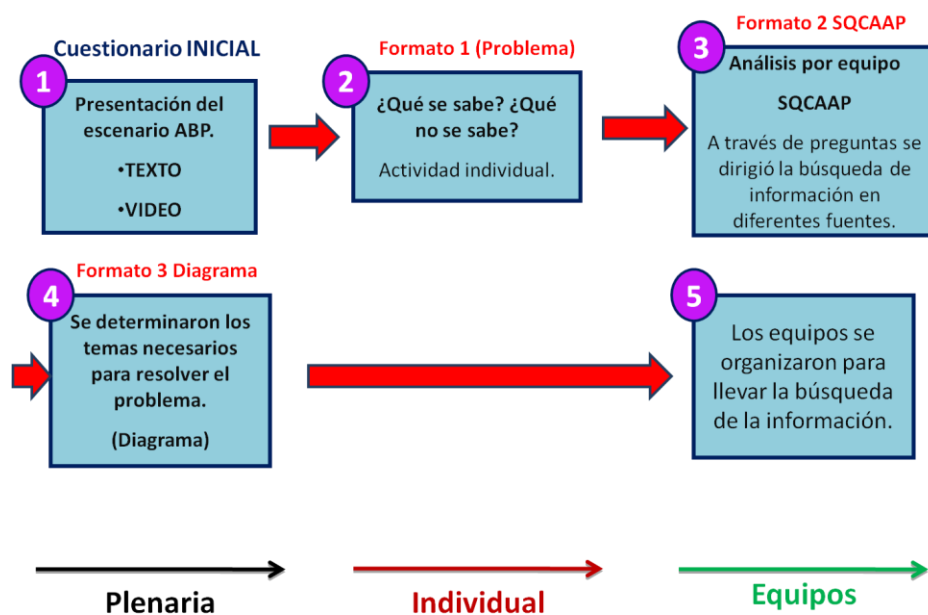 Cuestionario INICIAL
1
Presentación del
escenario ABP.
•TEXTO
•VIDEO
Formato 1 (Problema)
2
¿Qué se sabe? ¿Qué
no se sabe?
Actividad individual.
Formato 2 SQCAAP
3
Análisis por equipo
SQCAAP
A través de preguntas se
dirigió la búsqueda de
información en
diferentes fuentes.
Formato 3 Diagrama
4
Se determinaron los
temas necesarios
para resolver el
problema.
(Diagrama)
5
Los equipos se
organizaron para
llevar la búsqueda
de la información.
Plenaria
Individual
Equipos